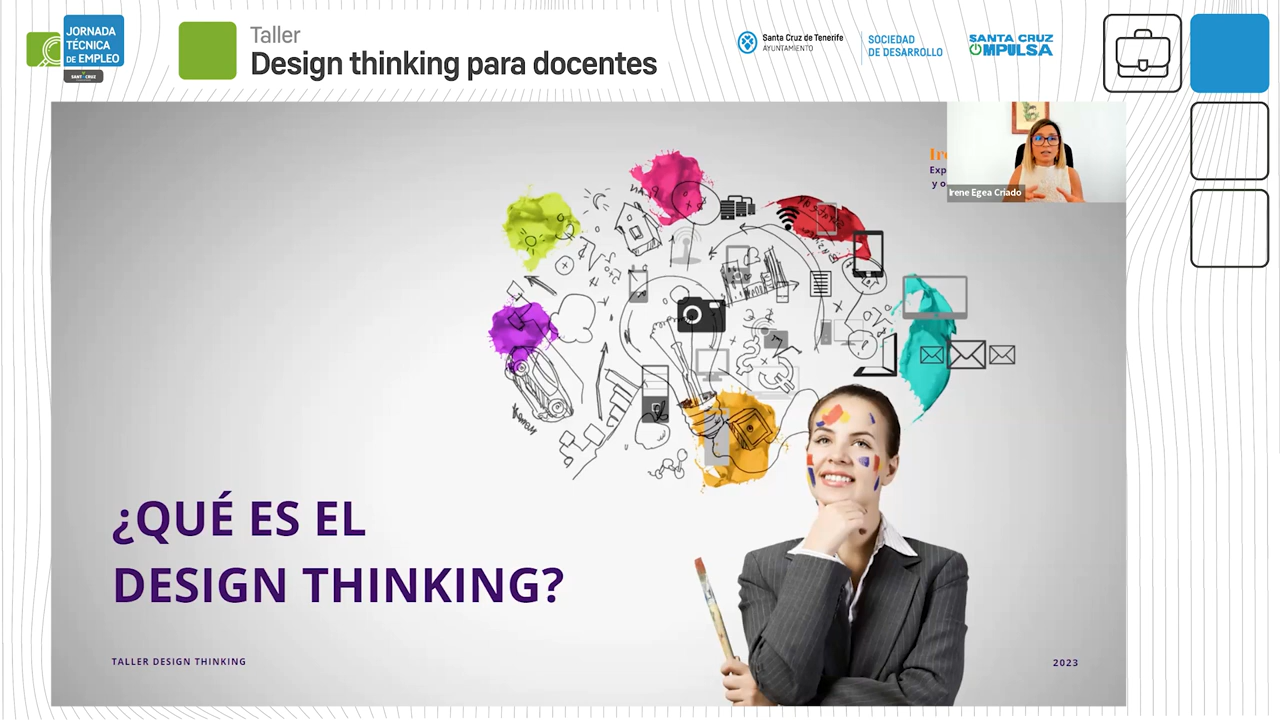 JORNADA
TÉCNICA
DE EMPLEO
Taller
Design thinking para docentes
Santa Cruz de Tenerife
AYUNTAMIENTO
SOCIEDAD
DE DESARROLLO
SANTA CRUZ
MPULSA
Irene Egea Criado
¿QUÉ ES EL
DESIGN THINKING?
TALLER DESIGN THINKING
2023